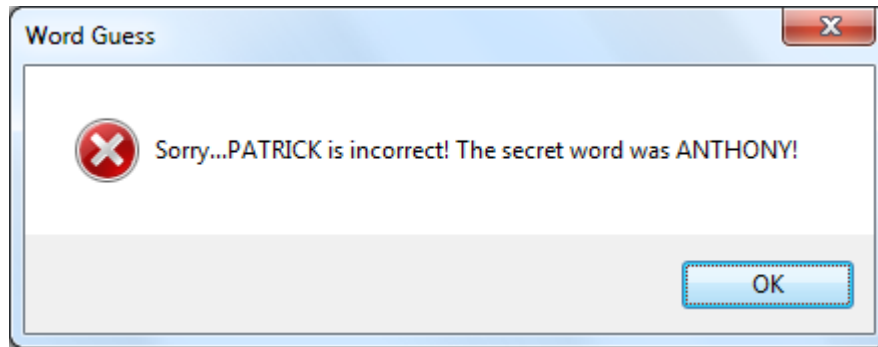 Word Guess
Sorry...PATRICK is incorrect! The secret word was ANTHONY!
OK